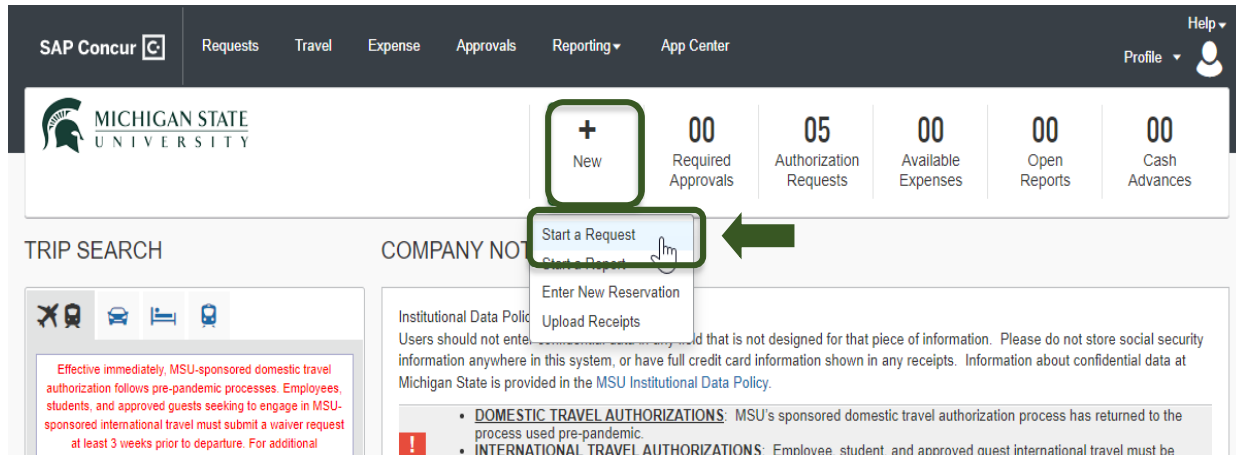 Help
SAP Concur C Requests Travel Expense Approvals Reporting App Center
Profile
MICHIGAN STATE
UNIVERSITY
+ 00 05 00 00 00
New Required Authorization Available Open Cash
Approvals Requests Expenses Reports Advances
Start a Request
TRIP SEARCH
COMPANY NOT
Start a Report
Enter New Reservation
Upload Receipts
Institutional Data Polic
Users should not enter confidential data in any field that is not designed for that piece of information. Please do not store social security
information anywhere in this system, or have full credit card information shown in any receipts. Information about confidential data at
Michigan State is provided in the MSU Institutional Data Policy.
Effective immediately, MSU-sponsored domestic travel
authorization follows pre-pandemic processes. Employees,
students, and approved guests seeking to engage in MSU-
sponsored international travel must submit a waiver request
at least 3 weeks prior to departure. For additional
! • DOMESTIC TRAVEL AUTHORIZATIONS: MSU's sponsored domestic travel authorization process has returned to the
process used pre-pandemic.
• INTERNATIONAL TRAVEL AUTHORIZATIONS: Employee, student, and approved guest international travel must be